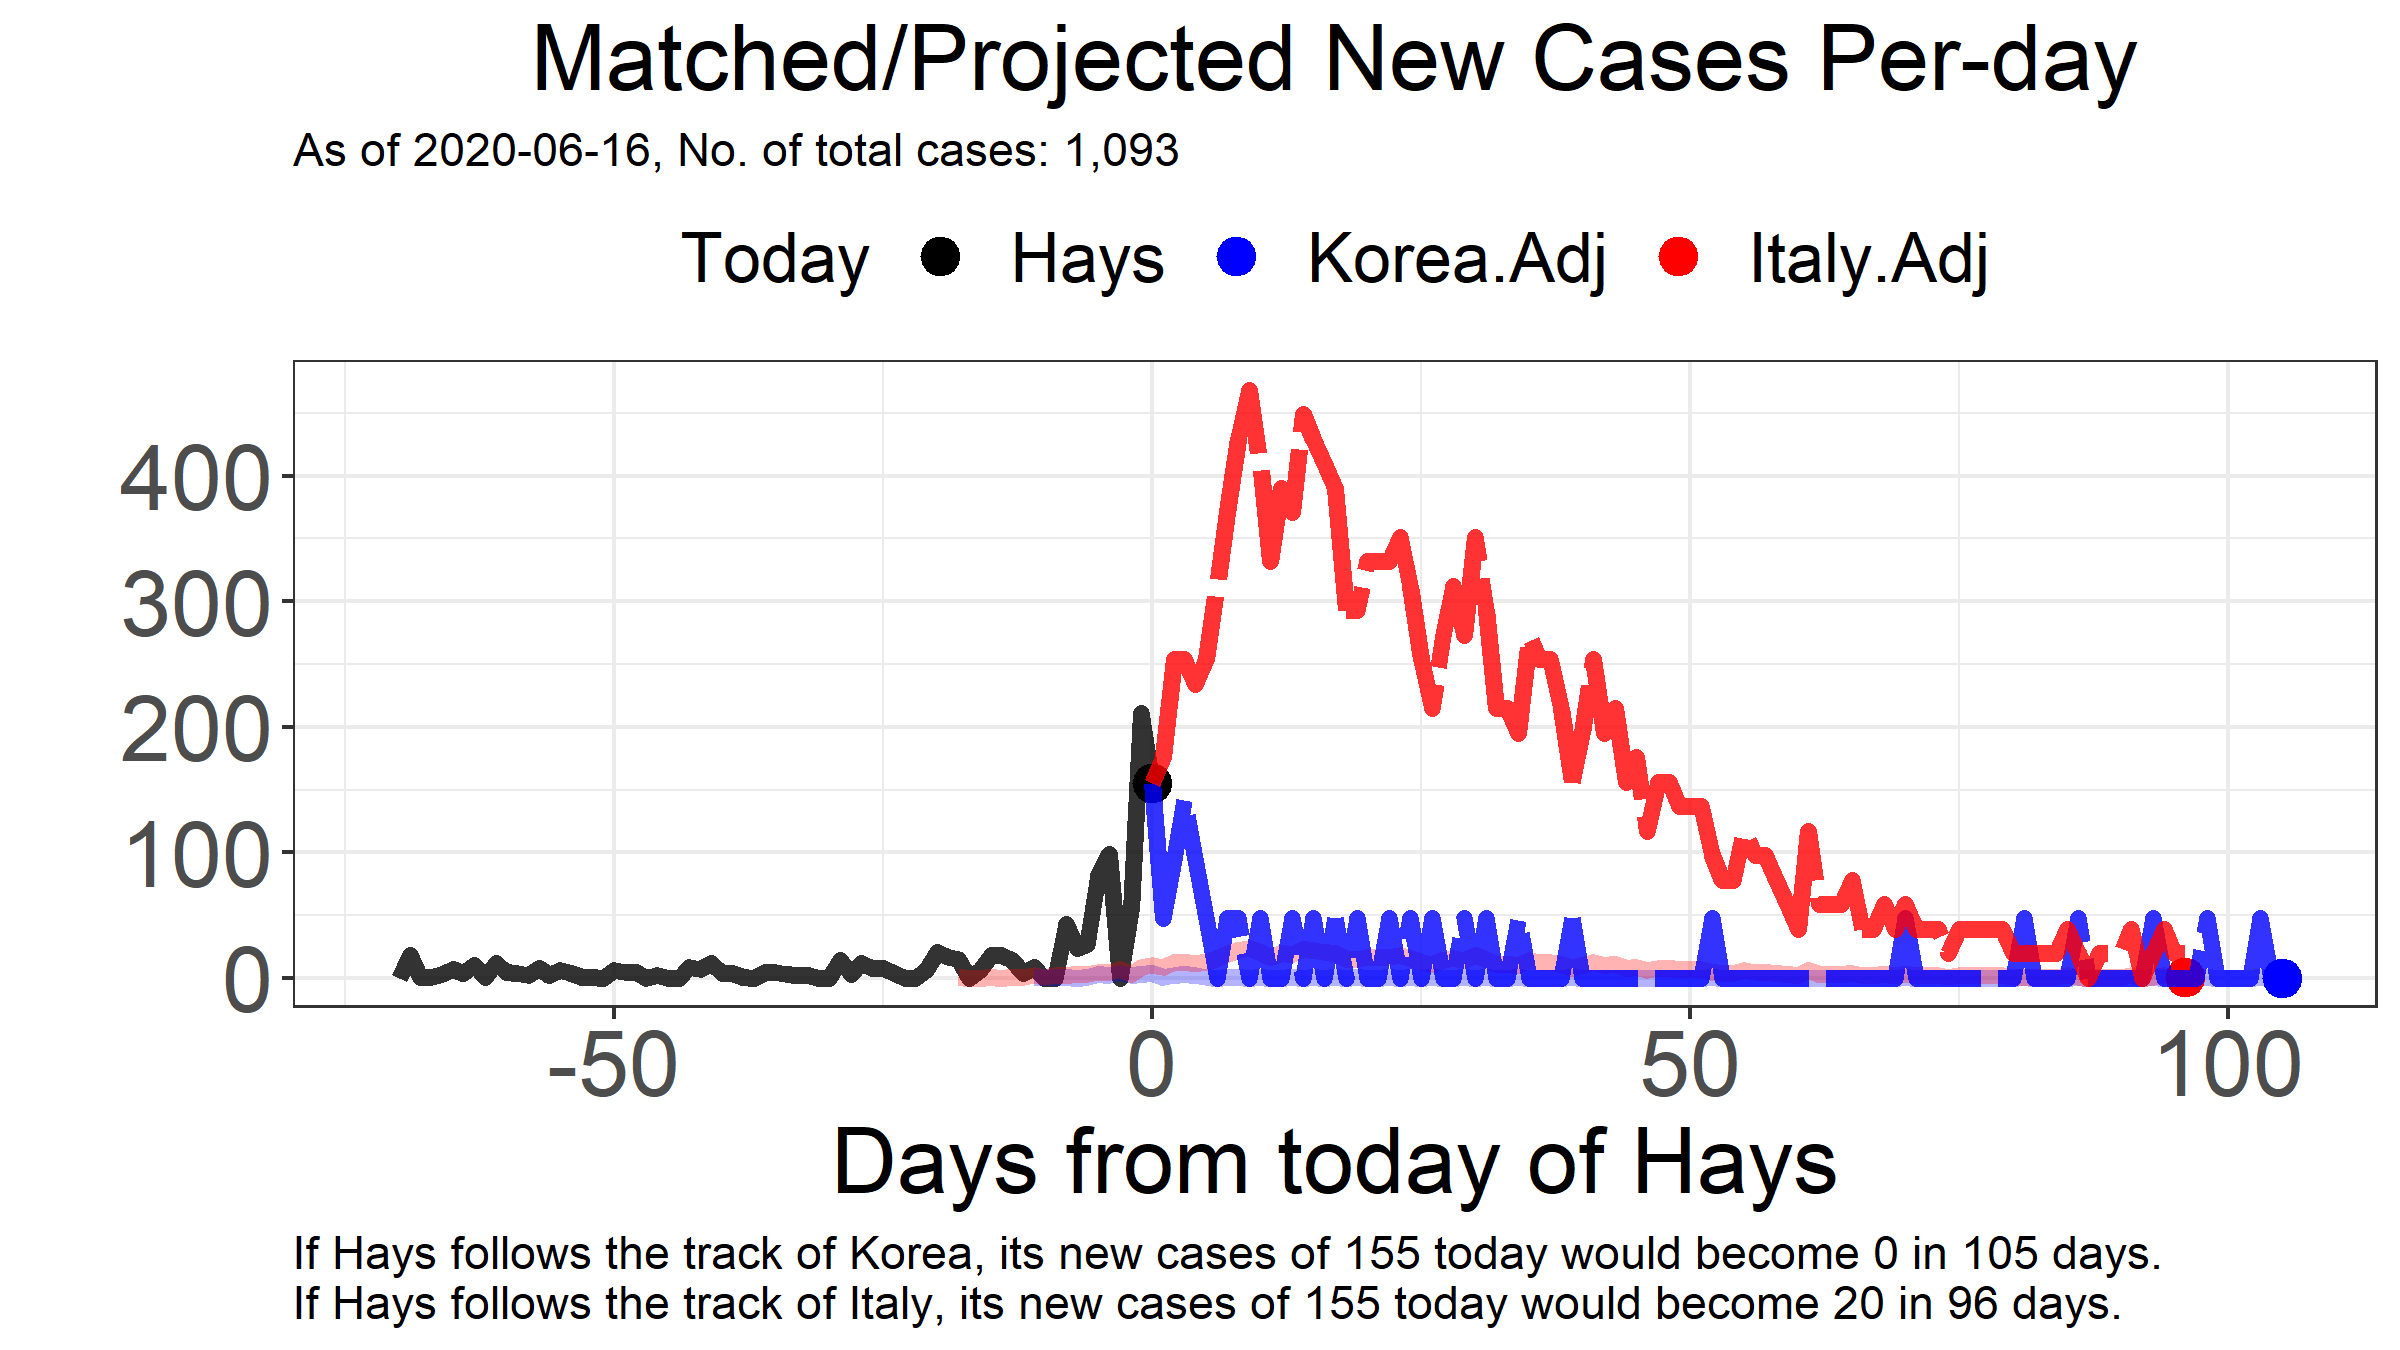 Matched/Projected New Cases Per-day
As of 2020-06-16, No. of total cases: 1,093
Today Hays Korea.Adj Italy.Adj
400
300
200
100
0
-50 0 50 100
Days from today of Hays
If Hays follows the track of Korea, its new cases of 155 today would become 0 in 105 days.
If Hays follows the track of Italy, its new cases of 155 today would become 20 in 96 days.